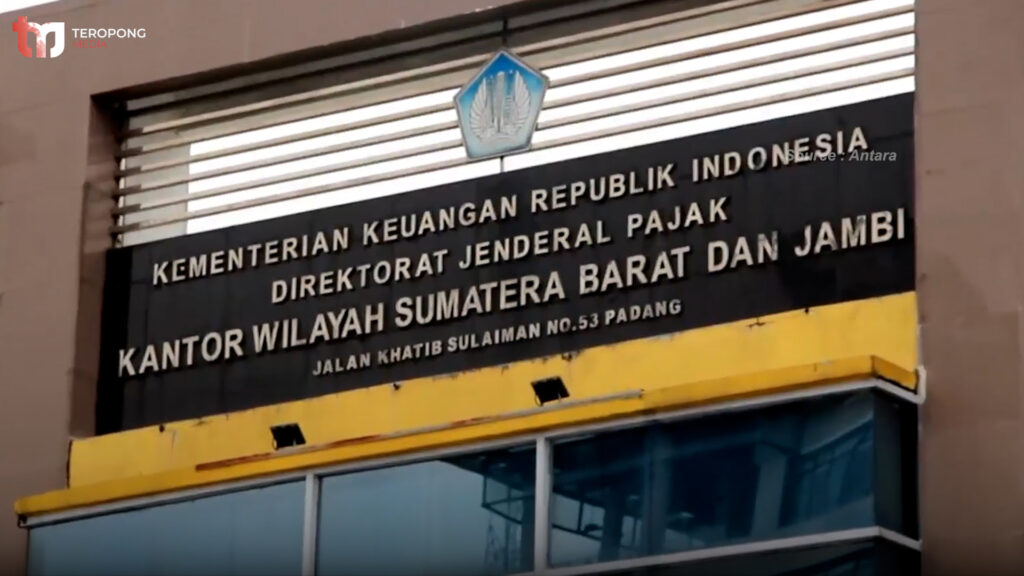 TEROPONG
MEDIA
Source : Antara
KEMENTERIAN KEUANGAN REPUBLIK INDONESIA
DIREKTORAT JENDERAL PAJAK
KANTOR WILAYAH SUMATERA BARAT DAN JAMBI
JALAN KHATIB SULAIMAN NO.53 PADANG